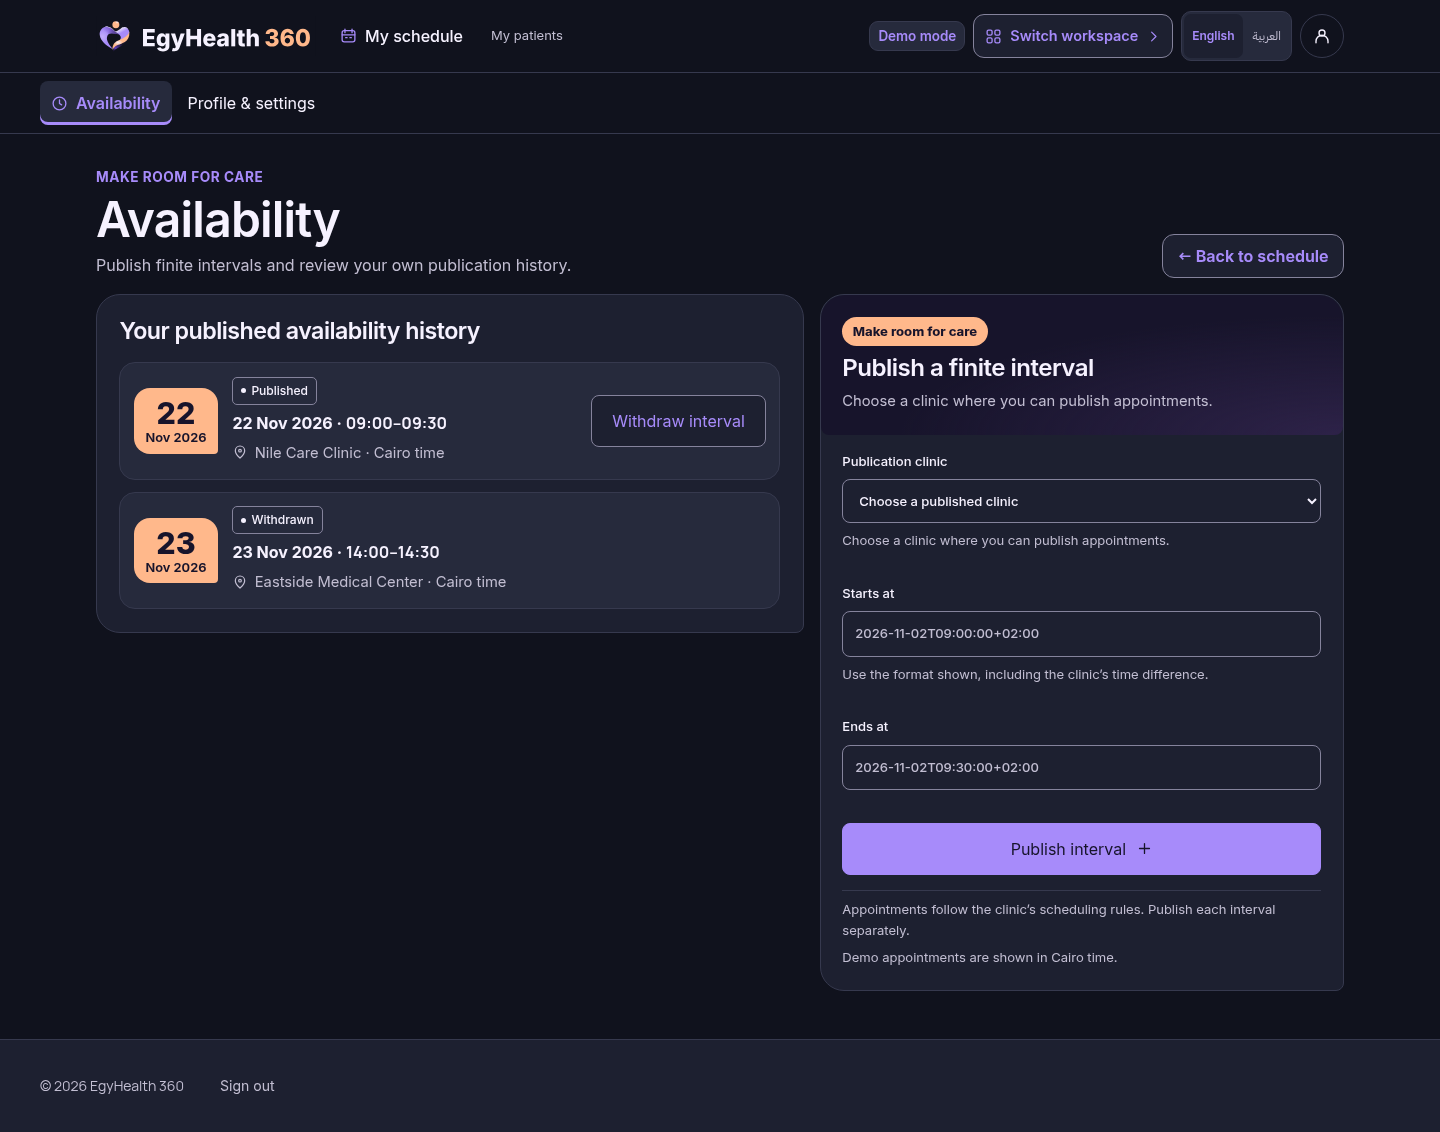 EgyHealth 360
My schedule
My patients
Demo mode
Switch workspace
English
العربية
Availability
Profile & settings
MAKE ROOM FOR CARE
Availability
Publish finite intervals and review your own publication history.
← Back to schedule
Your published availability history
22
Nov 2026
Published
22 Nov 2026 · 09:00–09:30
Nile Care Clinic · Cairo time
Withdraw interval
23
Nov 2026
Withdrawn
23 Nov 2026 · 14:00–14:30
Eastside Medical Center · Cairo time
Make room for care
Publish a finite interval
Choose a clinic where you can publish appointments.
Publication clinic
Choose a published clinic
Choose a clinic where you can publish appointments.
Starts at
2026-11-02T09:00:00+02:00
Use the format shown, including the clinic’s time difference.
Ends at
2026-11-02T09:30:00+02:00
Publish interval +
Appointments follow the clinic’s scheduling rules. Publish each interval
separately.
Demo appointments are shown in Cairo time.
© 2026 EgyHealth 360
Sign out